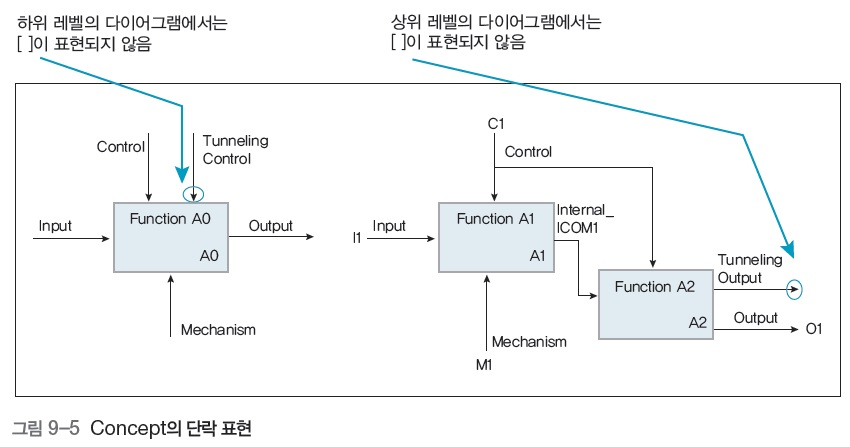 하위 레벨의 다이어그램에서는
[ ]이 표현되지 않음
상위 레벨의 다이어그램에서는
[ ]이 표현되지 않음
Control
Tunneling
Control
Input
Function A0
A0
Output
Mechanism
C1
Control
I1
Input
Function A1
A1
Internal_
ICOM1
Mechanism
M1
Function A2
A2
Tunneling
Output
Output
O1
그림 9-5 Concept의 단락 표현